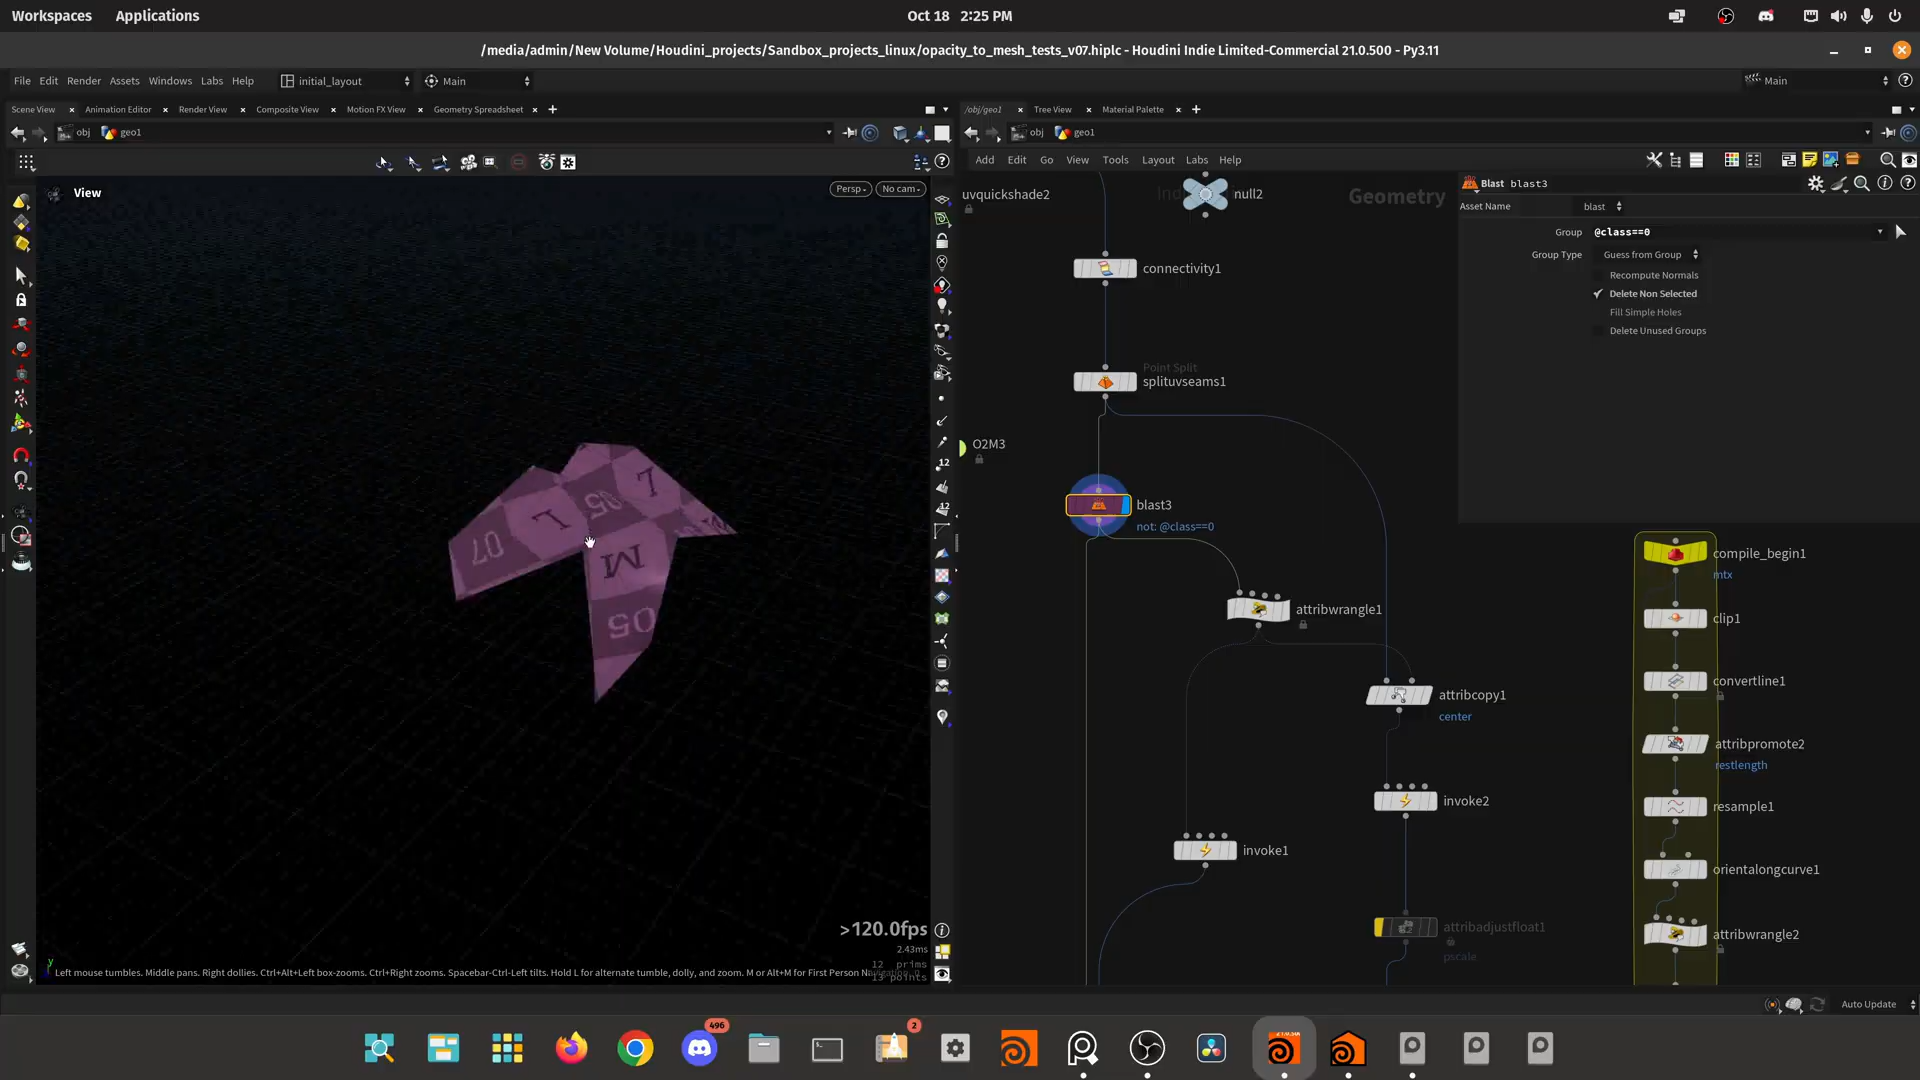 Workspaces Applications Oct 18 2:25 PM
/media/admin/New Volume/Houdini_projects/Sandbox_projects_linux/opacity_to_mesh_tests_v07.hiplc - Houdini Indie Limited-Commercial 21.0.500 - Py3.11
File Edit Render Assets Windows Labs Help initial_layout Main Main
Scene View Animation Editor Render View Composite View Motion FX View Geometry Spreadsheet
obj geo1
View
Persp No cam
07
L
05
L
M
05
12
12
>120.0fps
2.43ms
12 prims
13 points
y
Left mouse tumbles. Middle pans. Right dollies. Ctrl+Alt+Left box-zooms. Ctrl+Right zooms. Spacebar-Ctrl-Left tilts. Hold L for alternate tumble, dolly, and zoom. M or Alt+M for First Person
/obj/geo1 Tree View Material Palette
obj geo1
Add Edit Go View Tools Layout Labs Help
uvquickshade2
null2
Geometry
connectivity1
Point Split
splituvseams1
O2M3
blast3
not: @class==0
attribwrangle1
attribcopy1
center
invoke2
invoke1
attribadjustfloat1
pscale
Blast blast3
Asset Name blast
Group @class==0
Group Type Guess from Group
Recompute Normals
Delete Non Selected
Fill Simple Holes
Delete Unused Groups
compile_begin1
mtx
clip1
convertline1
attribpromote2
restlength
resample1
orientalongcurve1
attribwrangle2
Auto Update
496
2